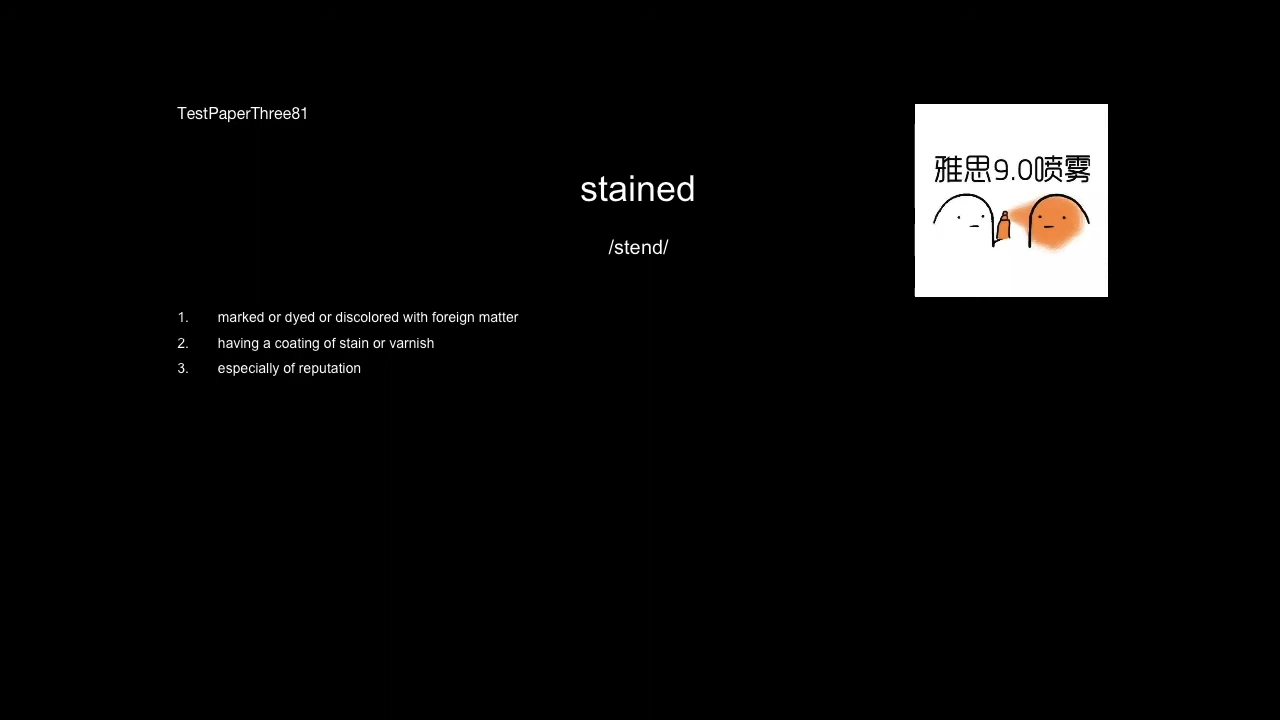 TestPaperThree81
雅思9.0喷雾
stained
/stend/
1. marked or dyed or discolored with foreign matter
2. having a coating of stain or varnish
3. especially of reputation